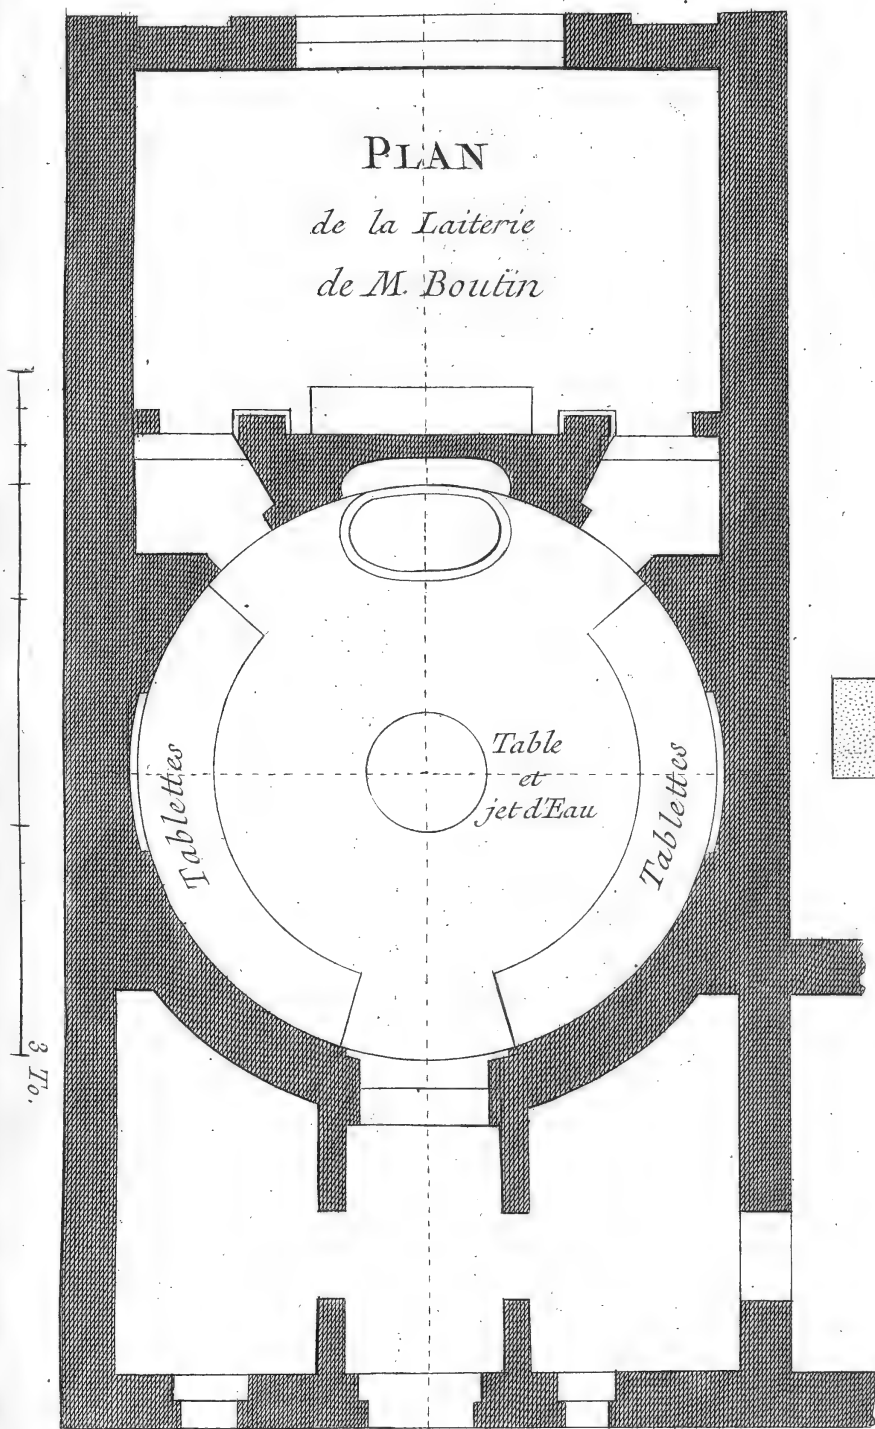 PLAN
de la Laiterie
de M. Boutin
Table
et
jet d'Eau
Tablettes
Tablettes
3 To.